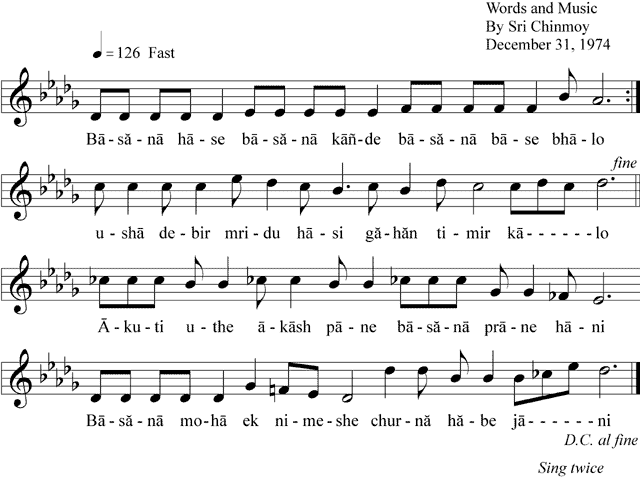 Words and Music
By Sri Chinmoy
December 31, 1974
= 126 Fast
Bā-să-nā hā-se bā-să-nā kāñ-de bā-să-nā bā-se bhā-lo
fine
u-shā de-bir mri-du hā-si gă-hăn ti-mir kā-----lo
Ā-ku-ti u-the ā-kāsh pā-ne bā-să-nā prā-ne hā-ni
Bā-să-nā mo-hā ek ni-me-she chur-nă hă-be jā------ni
D.C. al fine
Sing twice